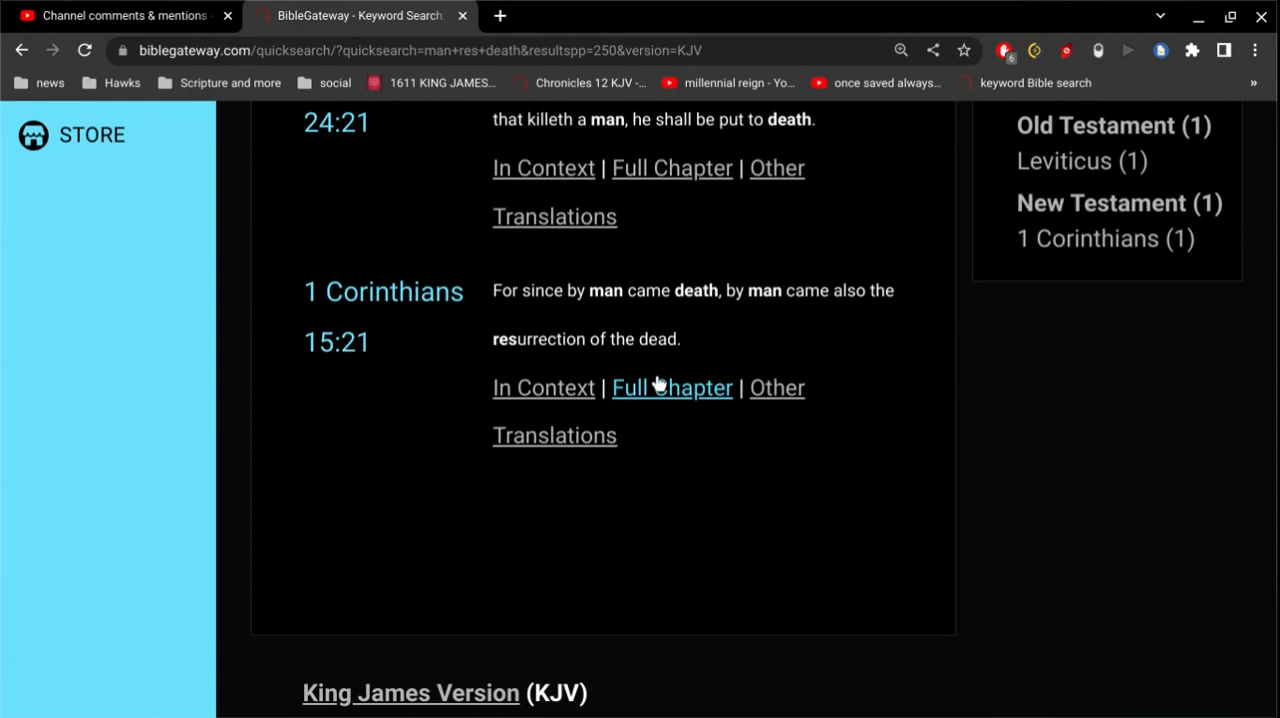 Channel comments & mentions -
BibleGateway - Keyword Search:
biblegateway.com/quicksearch/?quicksearch=man+res+death&resultspp=250&version=KJV
6
news Hawks Scripture and more social 1611 KING JAMES... Chronicles 12 KJV -... millennial reign - Yo... once saved always... keyword Bible search »
STORE
24:21
that killeth a man, he shall be put to death.
In Context | Full Chapter | Other
Translations
1 Corinthians
15:21
For since by man came death, by man came also the
resurrection of the dead.
In Context | Full Chapter | Other
Translations
Old Testament (1)
Leviticus (1)
New Testament (1)
1 Corinthians (1)
King James Version (KJV)